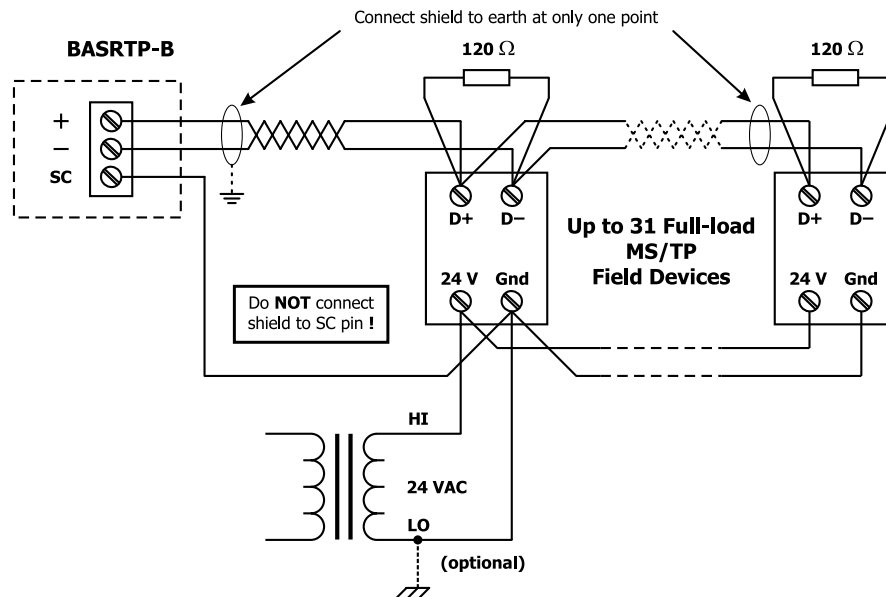 Connect shield to earth at only one point
BASRTP-B
120 Ω
120 Ω
+
−
SC
D+
D−
D+
D−
Up to 31 Full-load
MS/TP
Field Devices
24 V
Gnd
24 V
Gnd
Do NOT connect
shield to SC pin !
HI
24 VAC
LO
(optional)